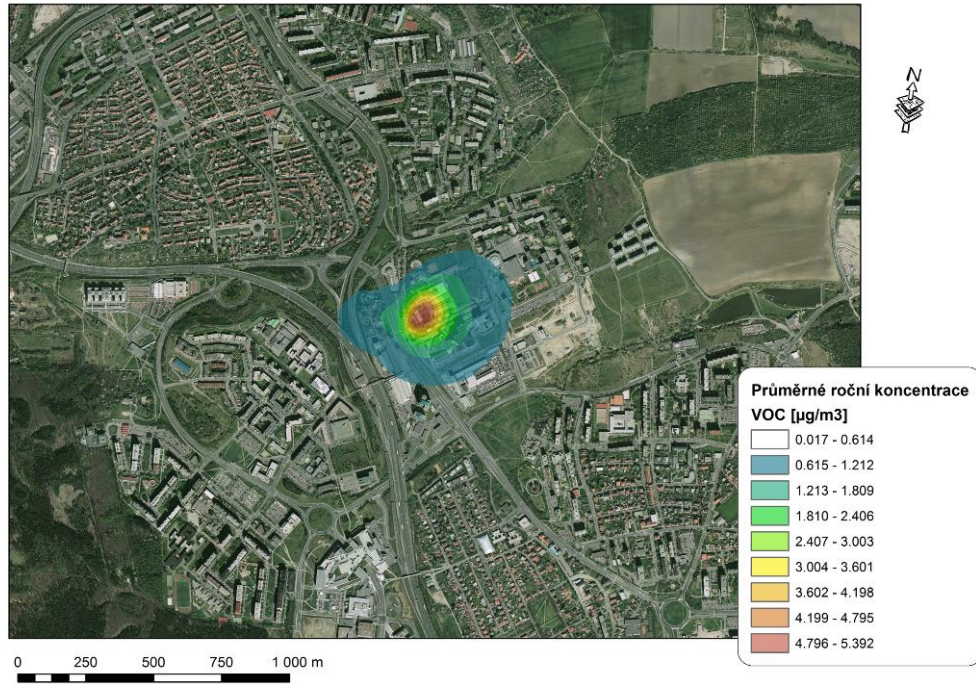 N
Průměrné roční koncentrace
VOC [µg/m3]
0.017 - 0.614
0.615 - 1.212
1.213 - 1.809
1.810 - 2.406
2.407 - 3.003
3.004 - 3.601
3.602 - 4.198
4.199 - 4.795
4.796 - 5.392
0 250 500 750 1 000 m